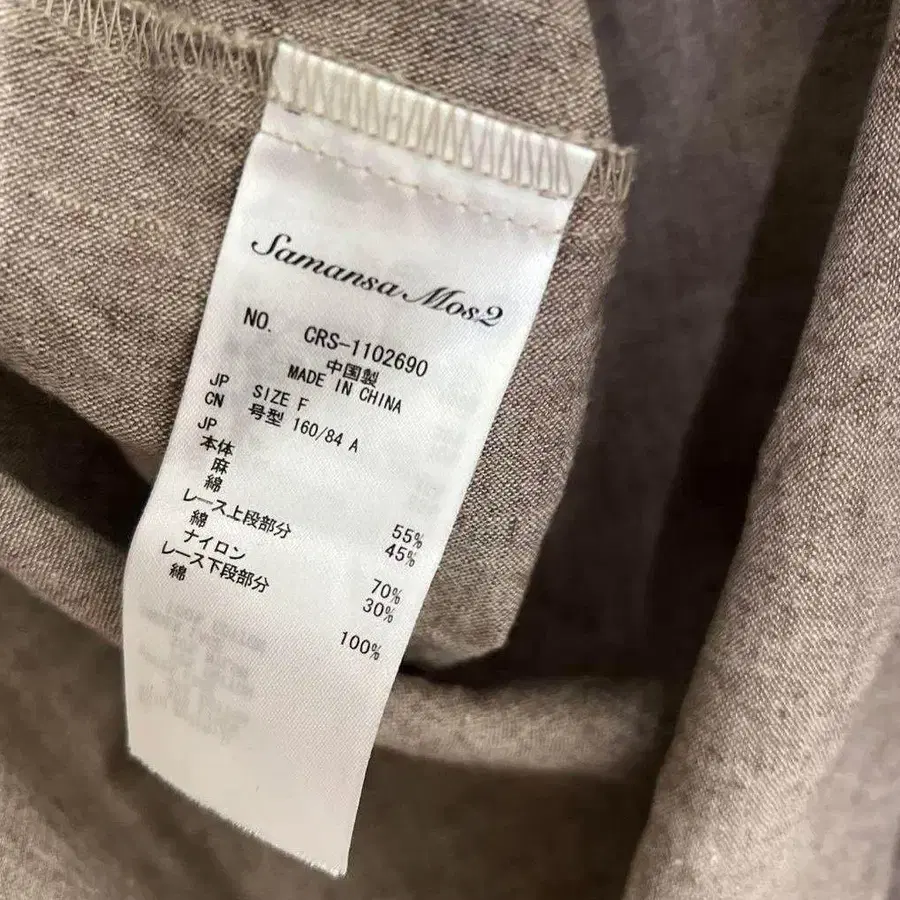 Samansa Mos2
NO. CRS-1102690
中国製
MADE IN CHINA
JP SIZE F
CN 号型 160/84 A
JP
本体
麻 55%
綿 45%
レース上段部分
綿 70%
ナイロン 30%
レース下段部分
綿 100%